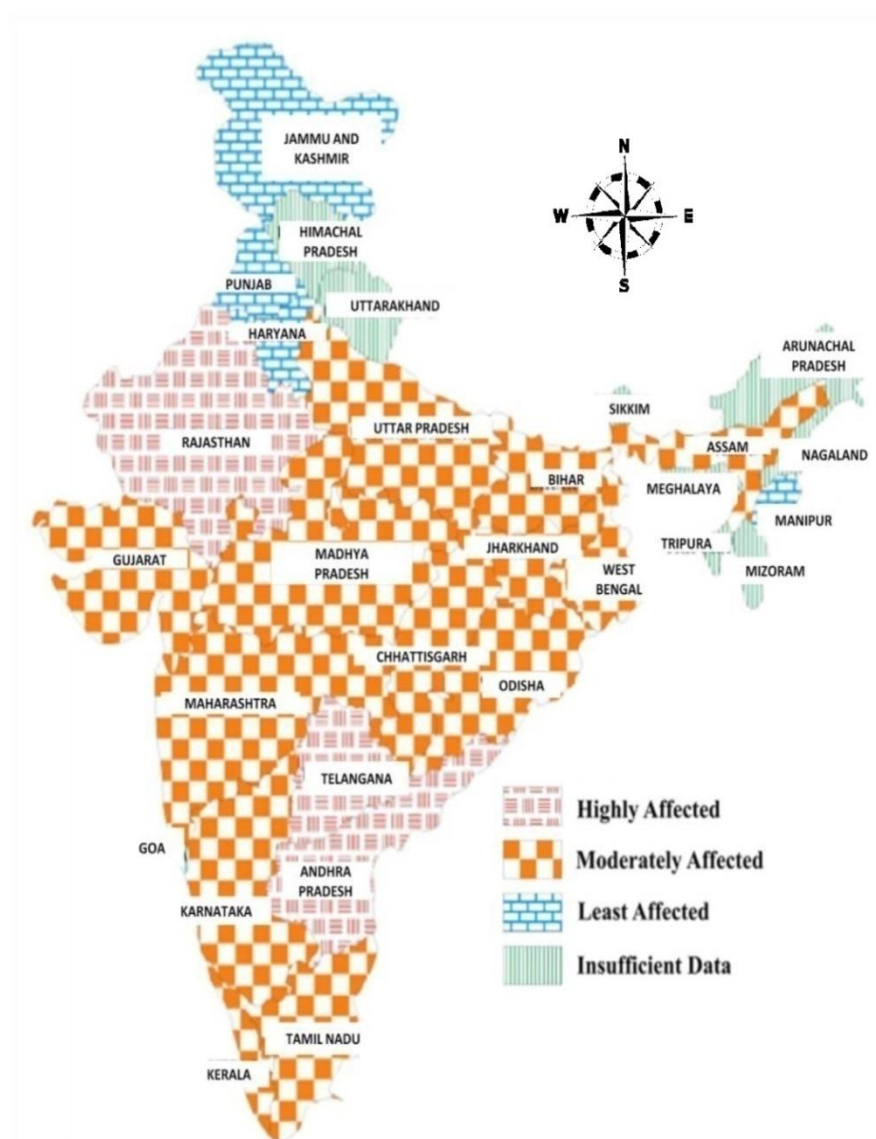 JAMMU AND
KASHMIR
N
W
E
S
HIMACHAL
PRADESH
PUNJAB
UTTARAKHAND
HARYANA
ARUNACHAL
PRADESH
SIKKIM
RAJASTHAN
UTTAR PRADESH
ASSAM
NAGALAND
BIHAR
MEGHALAYA
MANIPUR
GUJARAT
MADHYA
PRADESH
JHARKHAND
TRIPURA
WEST
BENGAL
MIZORAM
CHHATTISGARH
ODISHA
MAHARASHTRA
TELANGANA
GOA
ANDHRA
PRADESH
KARNATAKA
TAMIL NADU
KERALA
Highly Affected
Moderately Affected
Least Affected
Insufficient Data